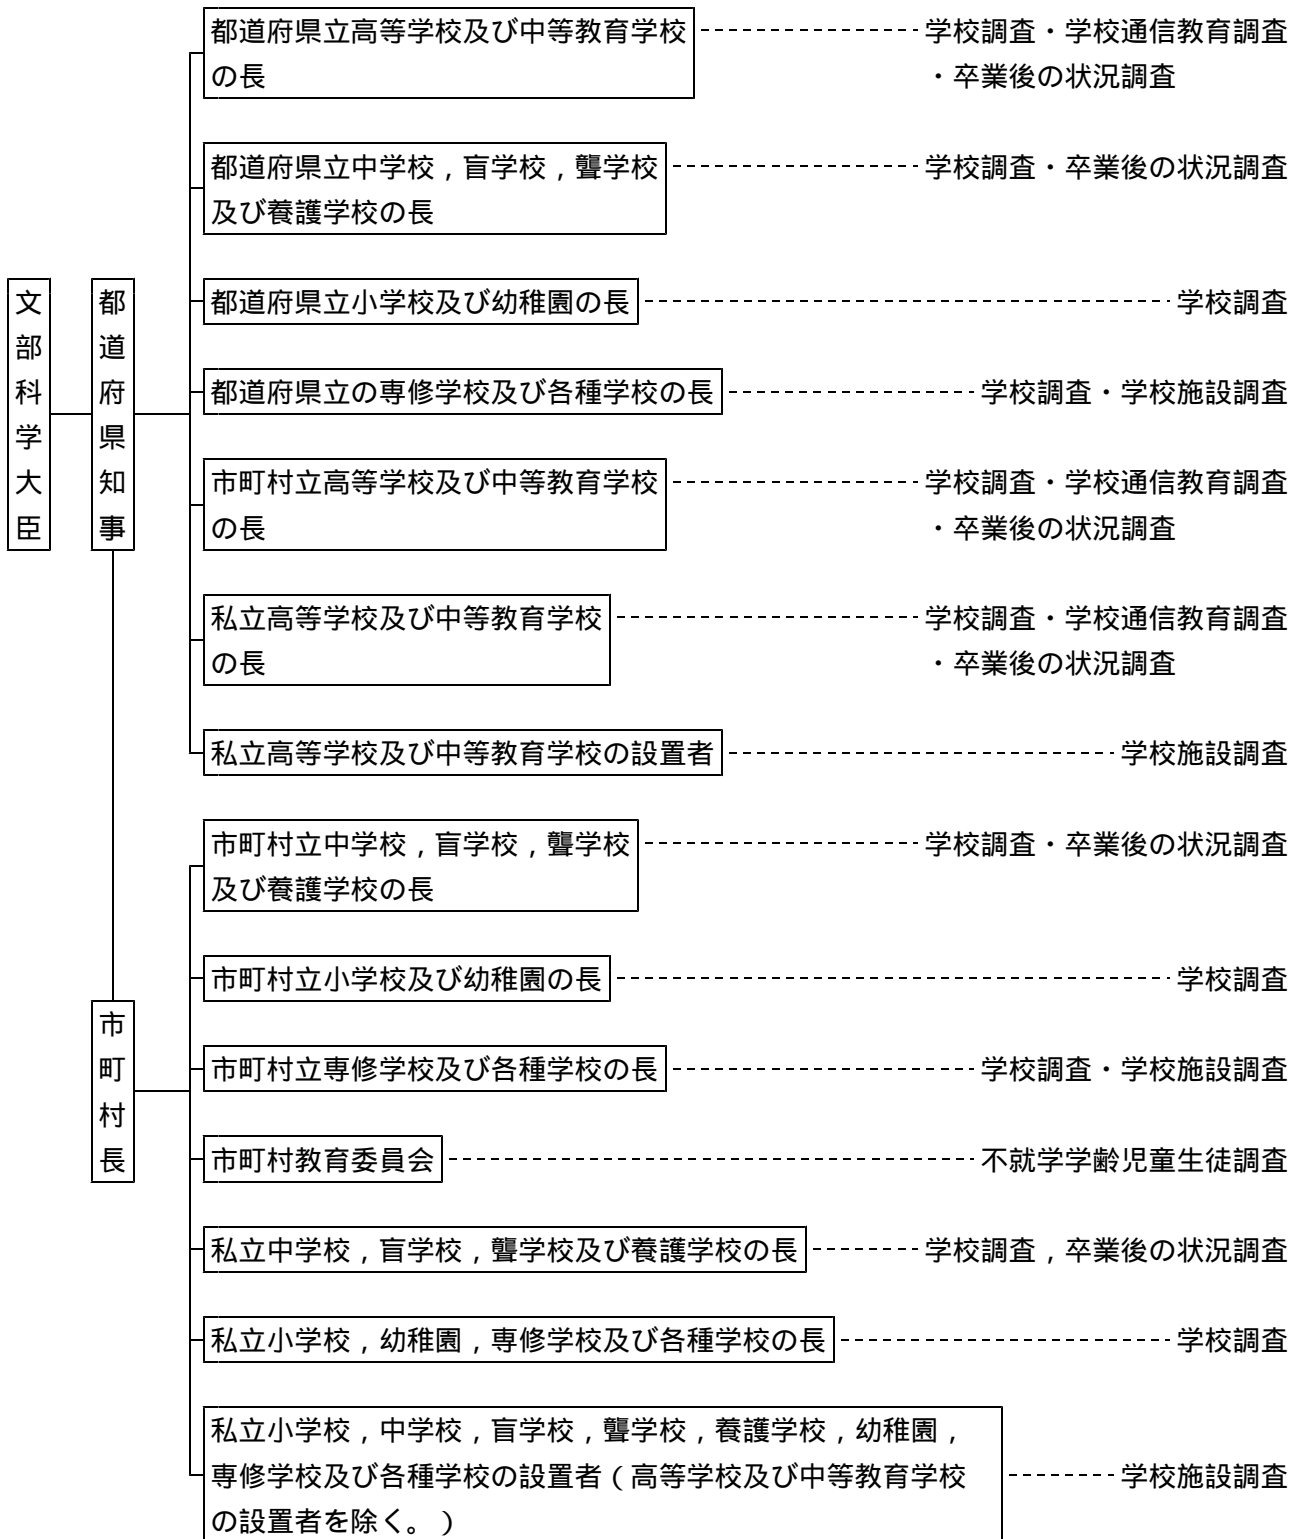 文部科学大臣
都道府県知事
都道府県立高等学校及び中等教育学校
の長
学校調査・学校通信教育調査
・卒業後の状況調査
都道府県立中学校，盲学校，聾学校
及び養護学校の長
学校調査・卒業後の状況調査
都道府県立小学校及び幼稚園の長
学校調査
都道府県立の専修学校及び各種学校の長
学校調査・学校施設調査
市町村立高等学校及び中等教育学校
の長
学校調査・学校通信教育調査
・卒業後の状況調査
私立高等学校及び中等教育学校
の長
学校調査・学校通信教育調査
・卒業後の状況調査
私立高等学校及び中等教育学校の設置者
学校施設調査
市町村長
市町村立中学校，盲学校，聾学校
及び養護学校の長
学校調査・卒業後の状況調査
市町村立小学校及び幼稚園の長
学校調査
市町村立専修学校及び各種学校の長
学校調査・学校施設調査
市町村教育委員会
不就学学齢児童生徒調査
私立中学校，盲学校，聾学校及び養護学校の長
学校調査，卒業後の状況調査
私立小学校，幼稚園，専修学校及び各種学校の長
学校調査
私立小学校，中学校，盲学校，聾学校，養護学校，幼稚園，
専修学校及び各種学校の設置者（高等学校及び中等教育学校
の設置者を除く。）
学校施設調査